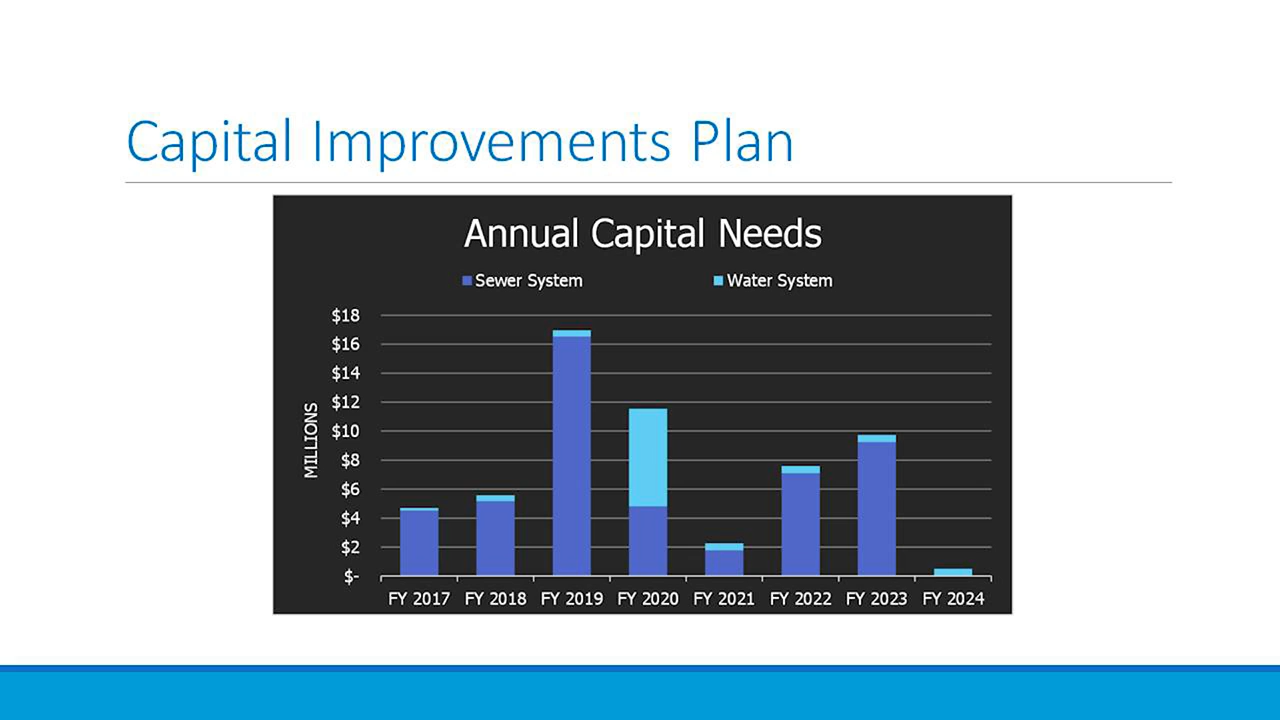 Capital Improvements Plan
Annual Capital Needs
Sewer System Water System
$18
$16
$14
$12
$10
$8
$6
$4
$2
$-
MILLIONS
FY 2017 FY 2018 FY 2019 FY 2020 FY 2021 FY 2022 FY 2023 FY 2024